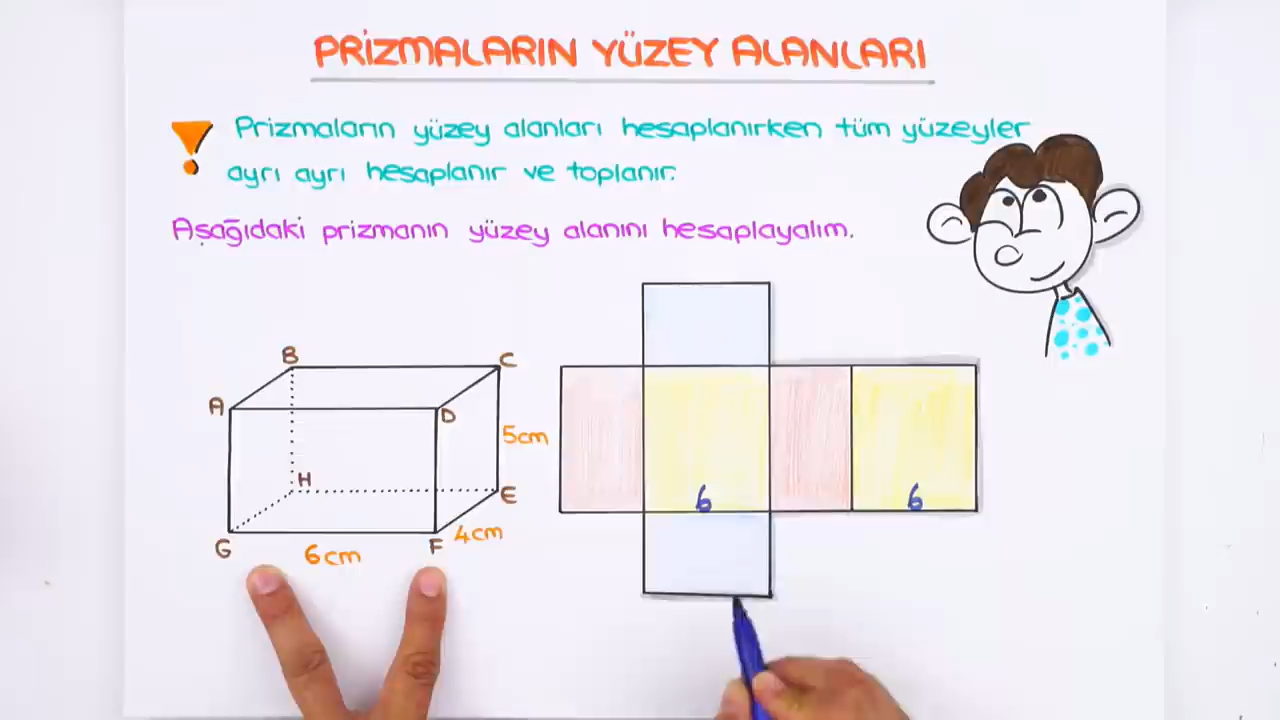 PRİZMALARIN YÜZEY ALANLARI
! Prizmaların yüzey alanları hesaplanırken tüm yüzeyler
ayrı ayrı hesaplanır ve toplanır.
Aşağıdaki prizmanın yüzey alanını hesaplayalım.
B C
A D
5cm
H E
6 6
G F 4cm
6cm